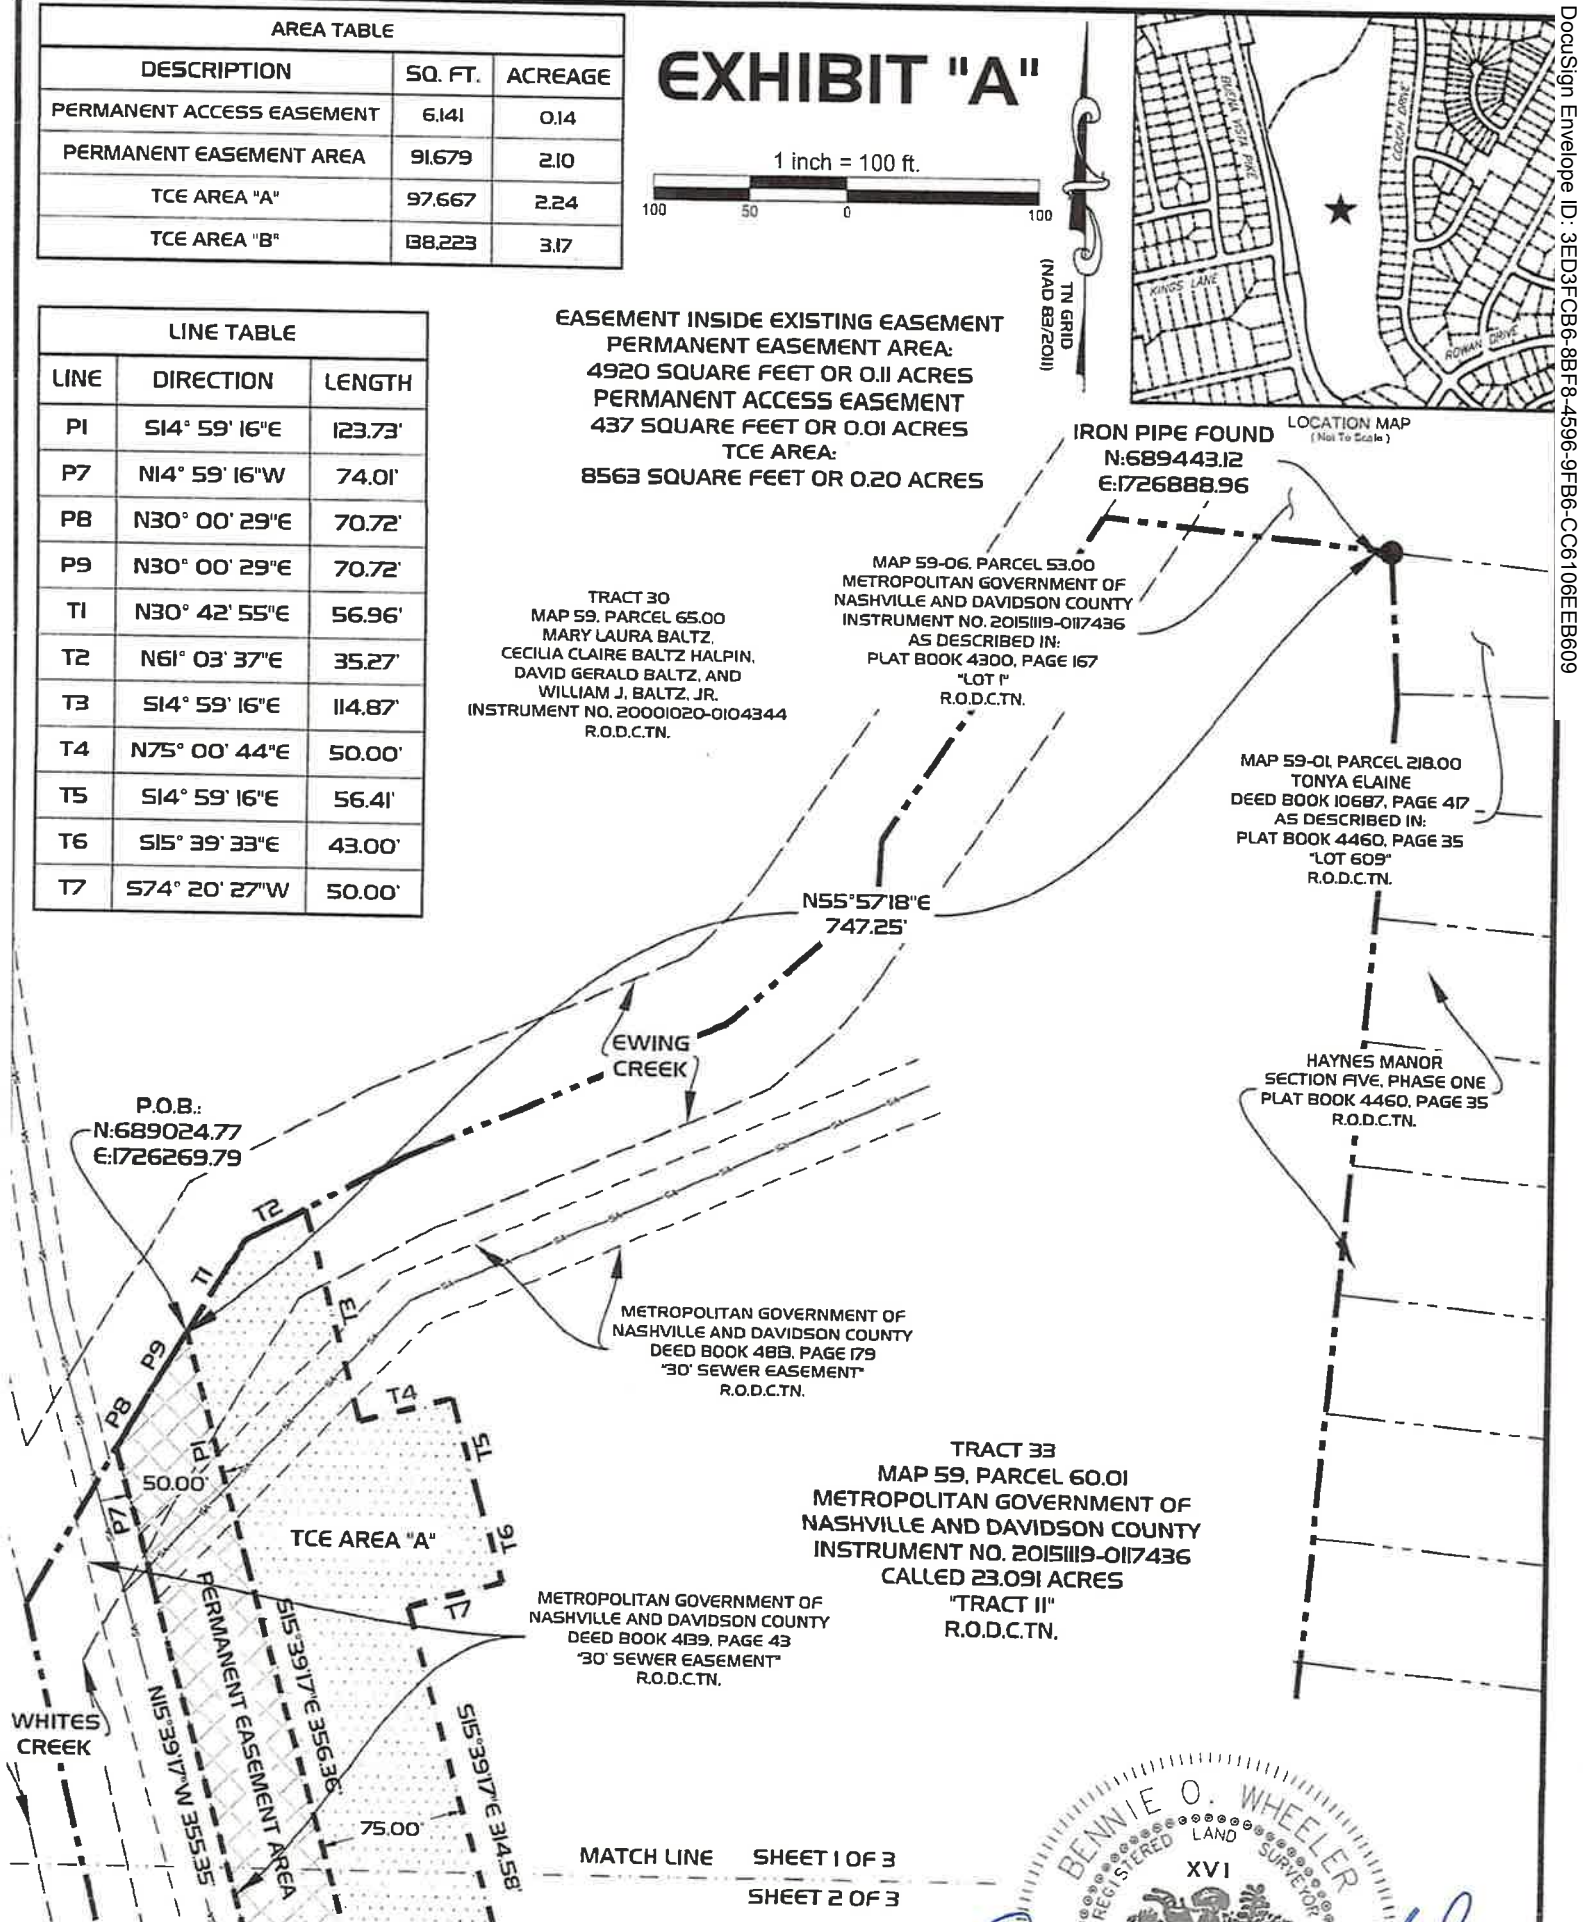 DocuSign Envelope ID: 3ED3FCB6-8BF8-4596-9FB6-CC6106EEB609
AREA TABLE
DESCRIPTION SQ. FT. ACREAGE
PERMANENT ACCESS EASEMENT 6,141 0.14
PERMANENT EASEMENT AREA 91,679 2.10
TCE AREA "A" 97,667 2.24
TCE AREA "B" 138,223 3.17
EXHIBIT "A"
1 inch = 100 ft.
100 50 0 100
TN GRID
(NAD 83/2011)
BUENA VISTA PIKE
COUCH DRIVE
KINGS LANE
ROWAN DRIVE
LOCATION MAP
( Not To Scale )
LINE TABLE
LINE DIRECTION LENGTH
P1 S14° 59' 16"E 123.73'
P7 N14° 59' 16"W 74.01'
P8 N30° 00' 29"E 70.72'
P9 N30° 00' 29"E 70.72'
T1 N30° 42' 55"E 56.96'
T2 N61° 03' 37"E 35.27'
T3 S14° 59' 16"E 114.87'
T4 N75° 00' 44"E 50.00'
T5 S14° 59' 16"E 56.41'
T6 S15° 39' 33"E 43.00'
T7 S74° 20' 27"W 50.00'
EASEMENT INSIDE EXISTING EASEMENT
PERMANENT EASEMENT AREA:
4920 SQUARE FEET OR 0.11 ACRES
PERMANENT ACCESS EASEMENT
437 SQUARE FEET OR 0.01 ACRES
TCE AREA:
8563 SQUARE FEET OR 0.20 ACRES
IRON PIPE FOUND
N:689443.12
E:1726888.96
MAP 59-06, PARCEL 53.00
METROPOLITAN GOVERNMENT OF
NASHVILLE AND DAVIDSON COUNTY
INSTRUMENT NO. 20151119-0117436
AS DESCRIBED IN:
PLAT BOOK 4300, PAGE 167
"LOT 1"
R.O.D.C.TN.
TRACT 30
MAP 59, PARCEL 65.00
MARY LAURA BALTZ,
CECILIA CLAIRE BALTZ HALPIN,
DAVID GERALD BALTZ, AND
WILLIAM J. BALTZ, JR.
INSTRUMENT NO. 20001020-0104344
R.O.D.C.TN.
MAP 59-01, PARCEL 218.00
TONYA ELAINE
DEED BOOK 10687, PAGE 417
AS DESCRIBED IN:
PLAT BOOK 4460, PAGE 35
"LOT 609"
R.O.D.C.TN.
N55°57'18"E
747.25'
EWING
CREEK
HAYNES MANOR
SECTION FIVE, PHASE ONE
PLAT BOOK 4460, PAGE 35
R.O.D.C.TN.
P.O.B.:
N:689024.77
E:1726269.79
T2
T1
T3
P9
P8
METROPOLITAN GOVERNMENT OF
NASHVILLE AND DAVIDSON COUNTY
DEED BOOK 4813, PAGE 179
"30' SEWER EASEMENT"
R.O.D.C.TN.
T4
T5
P1
50.00'
P7
T6
TCE AREA "A"
T7
TRACT 33
MAP 59, PARCEL 60.01
METROPOLITAN GOVERNMENT OF
NASHVILLE AND DAVIDSON COUNTY
INSTRUMENT NO. 20151119-0117436
CALLED 23.091 ACRES
"TRACT II"
R.O.D.C.TN.
METROPOLITAN GOVERNMENT OF
NASHVILLE AND DAVIDSON COUNTY
DEED BOOK 4139, PAGE 43
"30' SEWER EASEMENT"
R.O.D.C.TN.
PERMANENT EASEMENT AREA
S15°39'17"E 356.36'
N15°39'17"W 355.35'
S15°39'17"E 314.58'
WHITES
CREEK
75.00'
MATCH LINE SHEET 1 OF 3
SHEET 2 OF 3
BENNIE O. WHEELER
REGISTERED LAND SURVEYOR
XVI